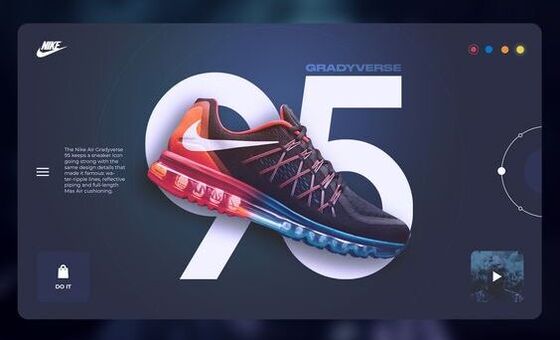 NIKE
GRADYVERSE
95
The Nike Air Gradyverse
95 keeps a sneaker icon
going strong with the
same design details that
made it famous: wa-
ter-ripple lines, reflective
piping and full-length
Max Air cushioning.
DO IT